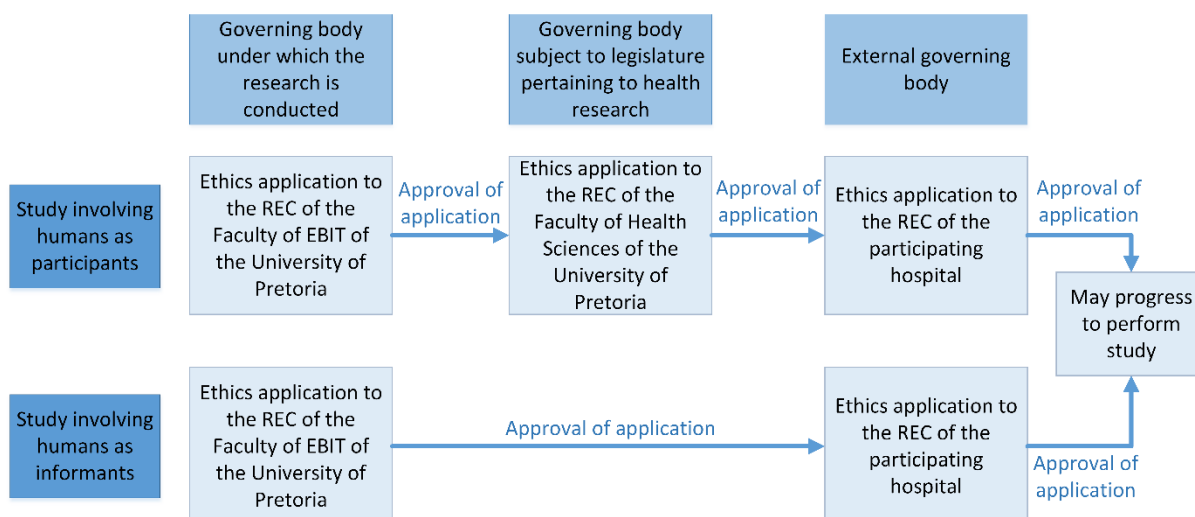 Governing body
under which the
research is
conducted
Governing body
subject to legislature
pertaining to health
research
External governing
body
Study involving
humans as
participants
Ethics application to
the REC of the
Faculty of EBIT of
the University of
Pretoria
Approval of
application
Ethics application to
the REC of the
Faculty of Health
Sciences of the
University of
Pretoria
Approval of
application
Ethics application to
the REC of the
participating
hospital
Approval of
application
May progress
to perform
study
Study involving
humans as
informants
Ethics application to
the REC of the
Faculty of EBIT of
the University of
Pretoria
Approval of application
Ethics application to
the REC of the
participating
hospital
Approval of
application